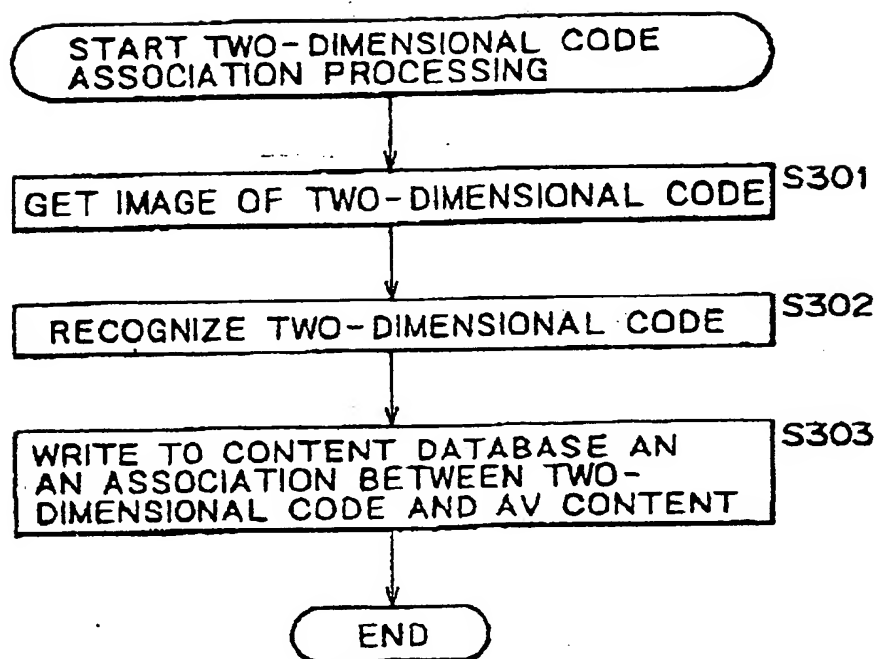 START TWO-DIMENSIONAL CODE
ASSOCIATION PROCESSING
GET IMAGE OF TWO-DIMENSIONAL CODE
S301
RECOGNIZE TWO-DIMENSIONAL CODE
S302
WRITE TO CONTENT DATABASE AN
AN ASSOCIATION BETWEEN TWO-
DIMENSIONAL CODE AND AV CONTENT
S303
END